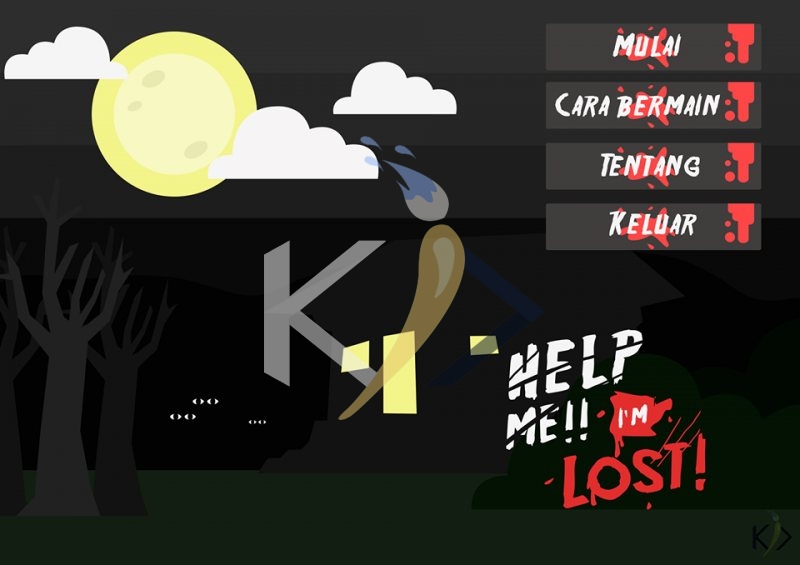 MULAI
CARA BERMAIN
TENTANG
KELUAR
HELP
ME!! I'M
LOST!